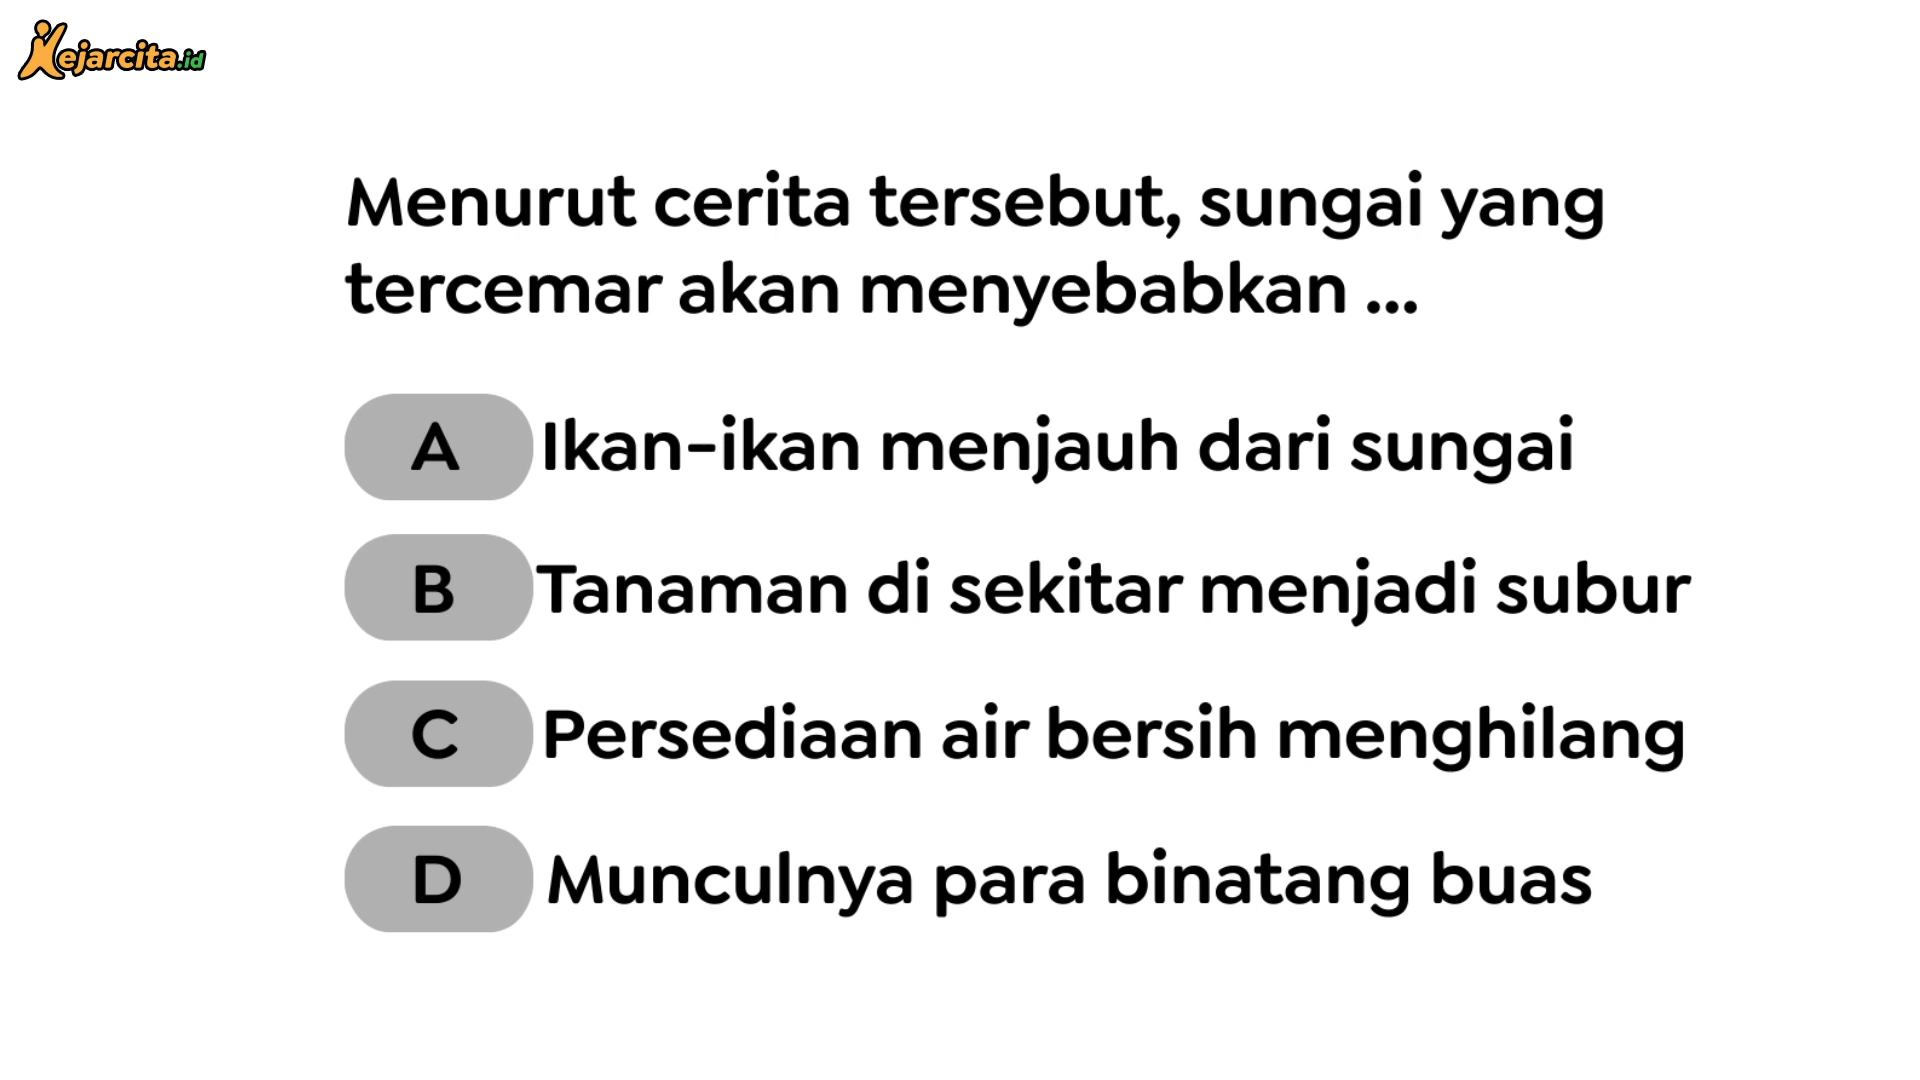 Kejarcita.id
Menurut cerita tersebut, sungai yang
tercemar akan menyebabkan ...
A Ikan-ikan menjauh dari sungai
B Tanaman di sekitar menjadi subur
C Persediaan air bersih menghilang
D Munculnya para binatang buas